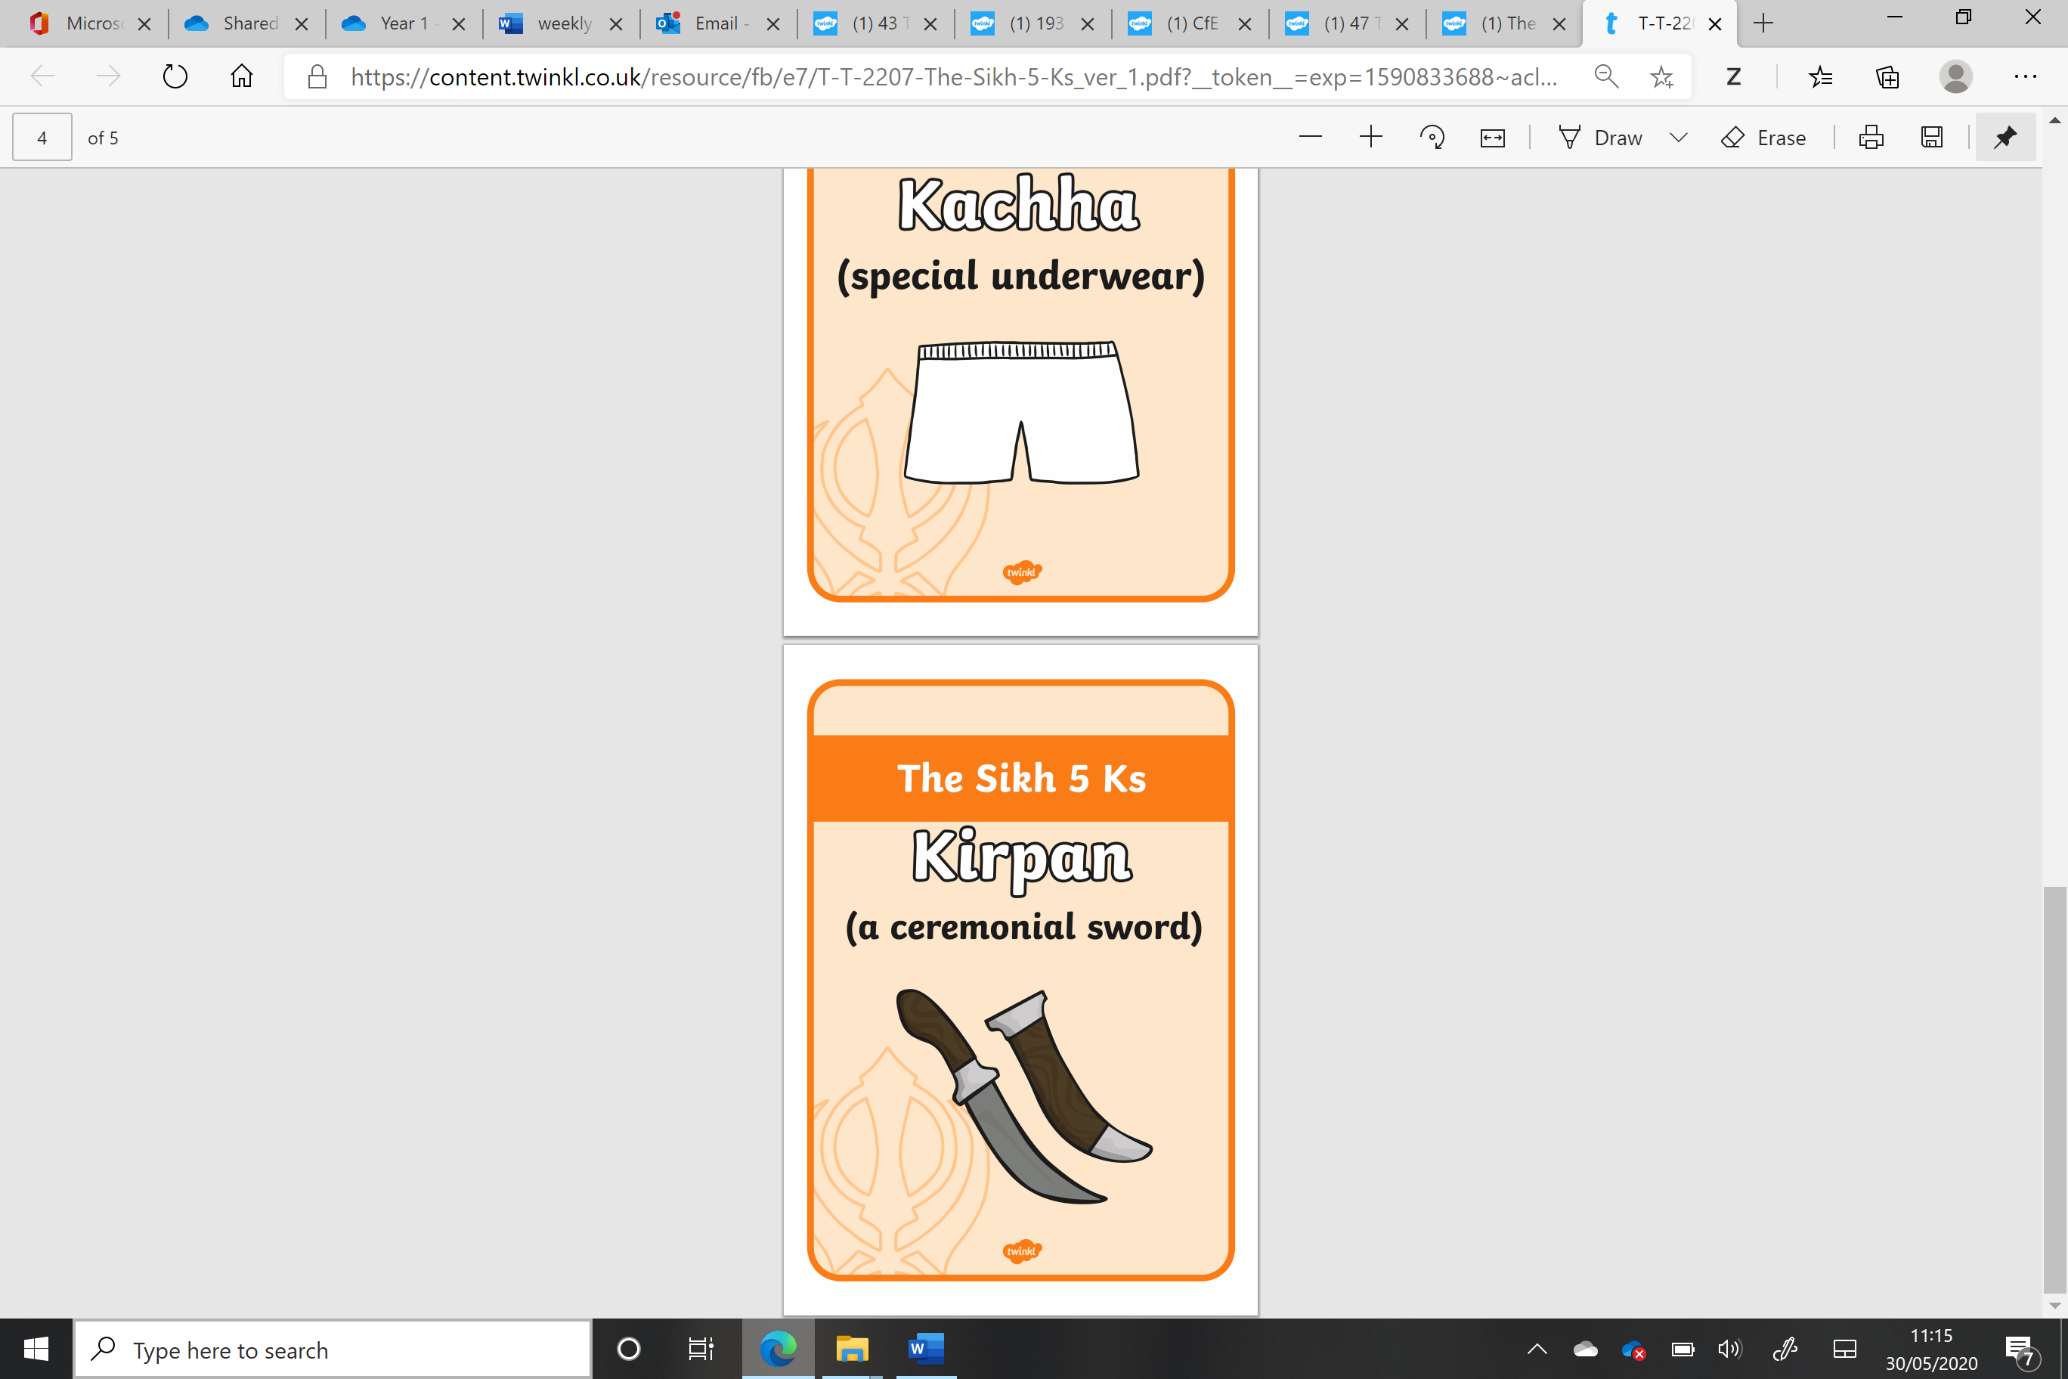 Micros
Shared
Year 1 -
weekly
Email -
(1) 43 T
(1) 193
(1) CfE
(1) 47 T
(1) The
T-T-220
https://content.twinkl.co.uk/resource/fb/e7/T-T-2207-The-Sikh-5-Ks_ver_1.pdf?__token__=exp=1590833688~acl...
Z
4 of 5
Draw
Erase
Kachha
(special underwear)
twinkl
The Sikh 5 Ks
Kirpan
(a ceremonial sword)
twinkl
Type here to search
11:15
30/05/2020
7